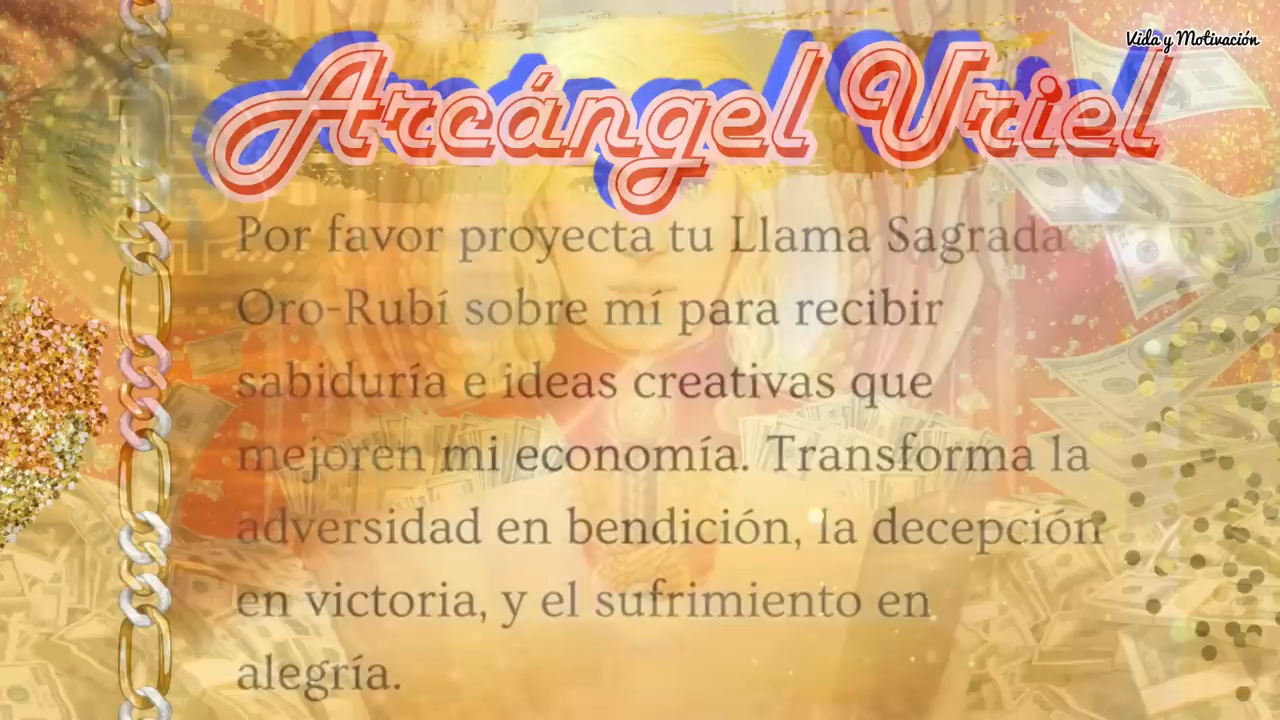 Vida y Motivación
Arcángel Uriel
Por favor proyecta tu Llama Sagrada
Oro-Rubí sobre mí para recibir
sabiduría e ideas creativas que
mejoren mi economía. Transforma la
adversidad en bendición, la decepción
en victoria, y el sufrimiento en
alegría.